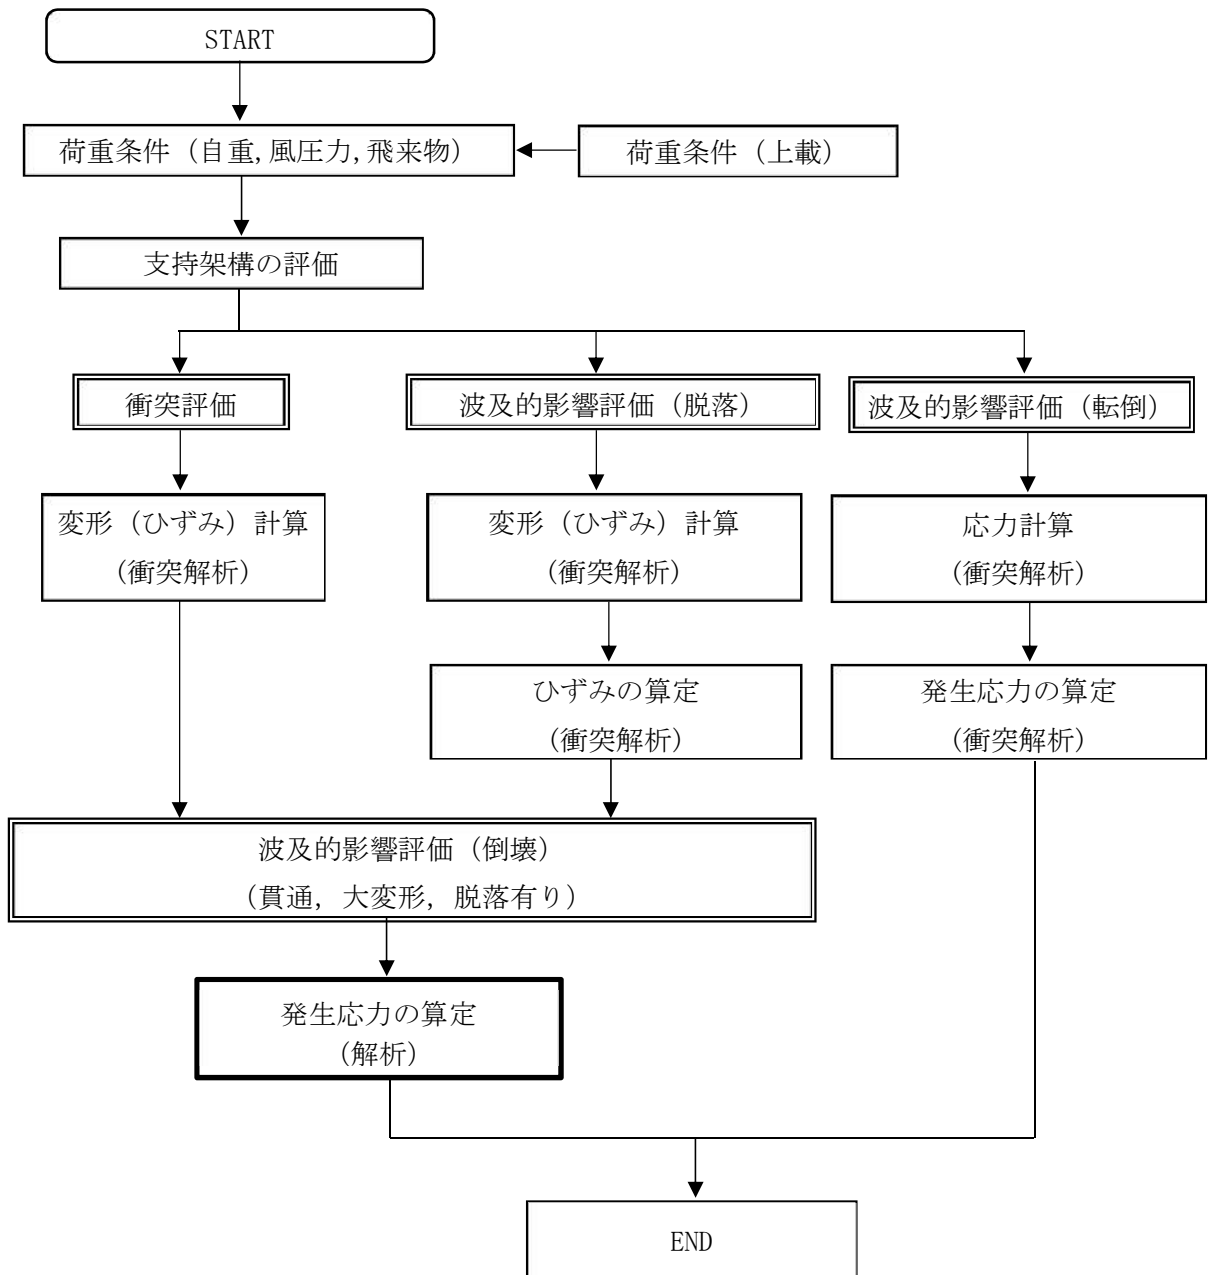 START
荷重条件（自重,風圧力,飛来物）
荷重条件（上載）
支持架構の評価
衝突評価
波及的影響評価（脱落）
波及的影響評価（転倒）
変形（ひずみ）計算
（衝突解析）
変形（ひずみ）計算
（衝突解析）
応力計算
（衝突解析）
ひずみの算定
（衝突解析）
発生応力の算定
（衝突解析）
波及的影響評価（倒壊）
（貫通，大変形，脱落有り）
発生応力の算定
（解析）
END